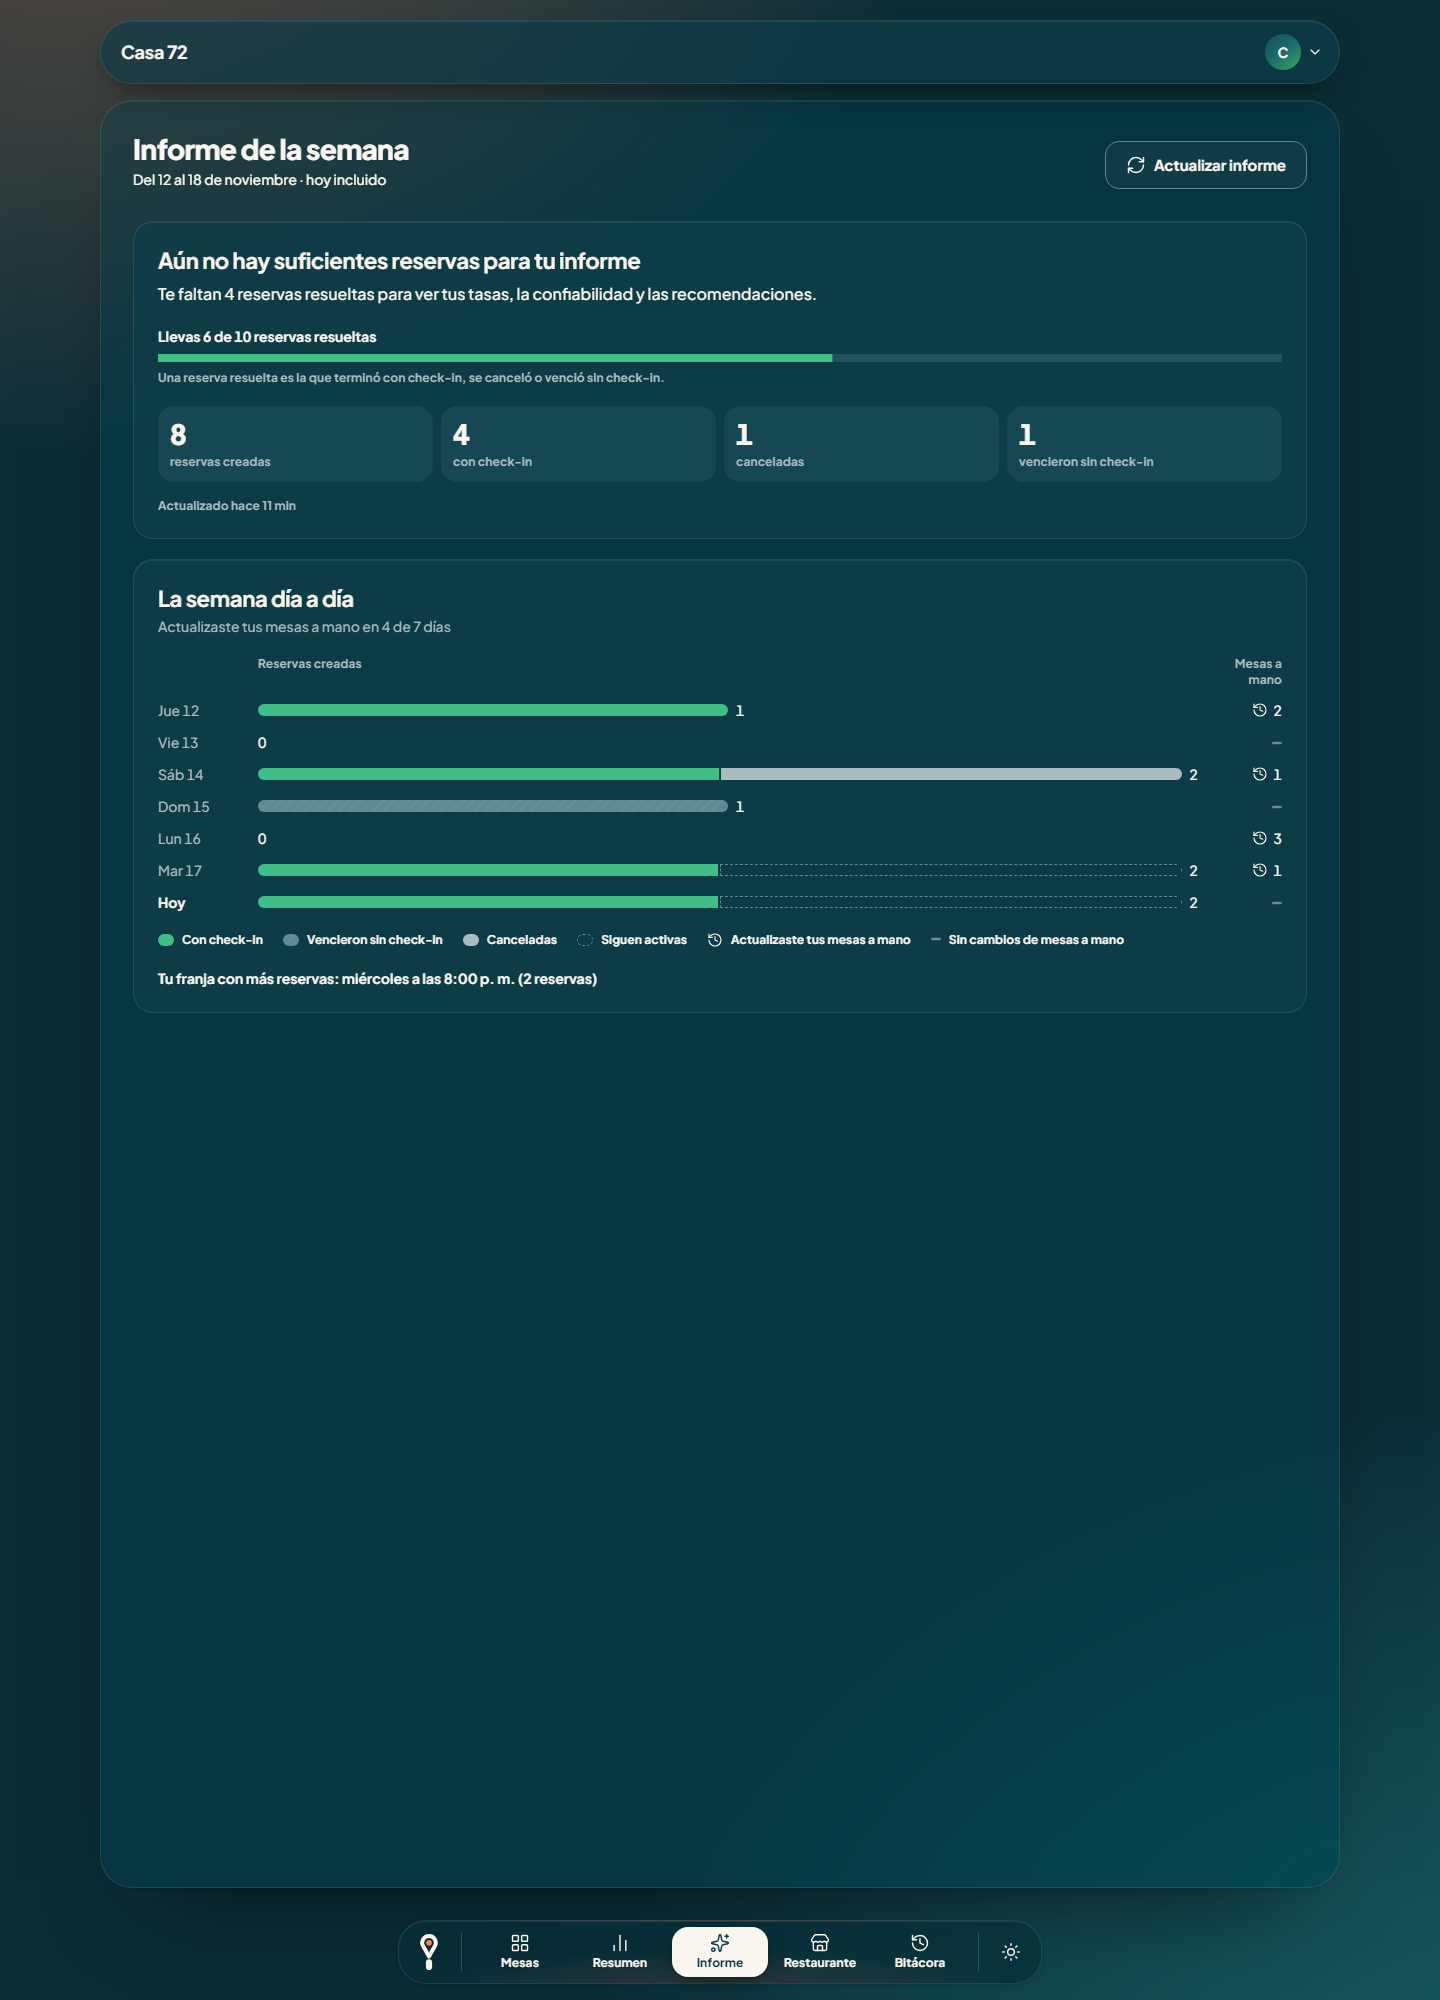 Casa 72
C
Informe de la semana
Del 12 al 18 de noviembre · hoy incluido
Actualizar informe
Aún no hay suficientes reservas para tu informe
Te faltan 4 reservas resueltas para ver tus tasas, la confiabilidad y las recomendaciones.
Llevas 6 de 10 reservas resueltas
Una reserva resuelta es la que terminó con check-in, se canceló o venció sin check-in.
8
reservas creadas
4
con check-in
1
canceladas
1
vencieron sin check-in
Actualizado hace 11 min
La semana día a día
Actualizaste tus mesas a mano en 4 de 7 días
Reservas creadas
Mesas a
mano
Jue 12 1 2
Vie 13 0 –
Sáb 14 2 1
Dom 15 1 –
Lun 16 0 3
Mar 17 2 1
Hoy 2 –
Con check-in Vencieron sin check-in Canceladas Siguen activas Actualizaste tus mesas a mano – Sin cambios de mesas a mano
Tu franja con más reservas: miércoles a las 8:00 p. m. (2 reservas)
Mesas Resumen Informe Restaurante Bitácora